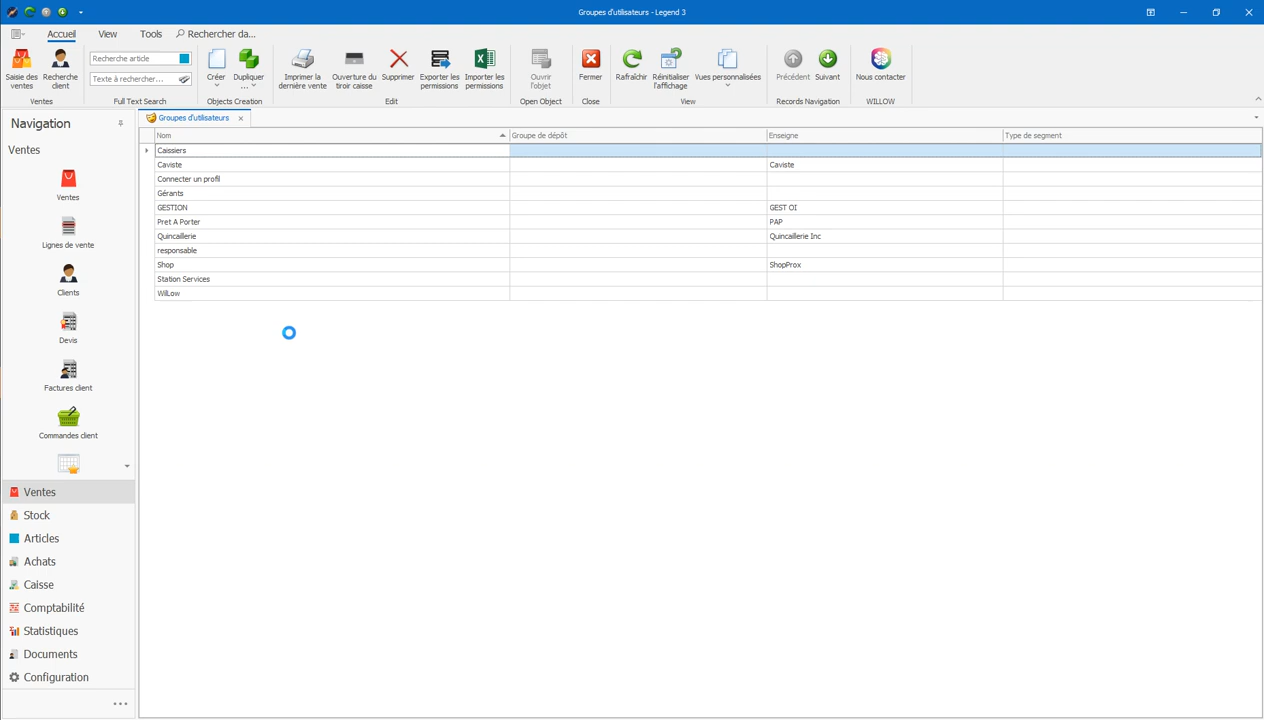 Groupes d'utilisateurs - Legend 3
Accueil View Tools Rechercher da...
Saisie des ventes
Recherche client
Ventes
Recherche article
Texte à rechercher...
Full Text Search
Créer
Dupliquer ...
Objects Creation
Imprimer la dernière vente
Ouverture du tiroir caisse
Supprimer
Exporter les permissions
Importer les permissions
Edit
Ouvrir l'objet
Open Object
Fermer
Close
Rafraîchir
Réinitialiser l'affichage
Vues personnalisées
View
Précédent
Suivant
Records Navigation
Nous contacter
WILLOW
Navigation
Ventes
Ventes
Lignes de vente
Clients
Devis
Factures client
Commandes client
Ventes
Stock
Articles
Achats
Caisse
Comptabilité
Statistiques
Documents
Configuration
Groupes d'utilisateurs
Nom Groupe de dépôt Enseigne Type de segment
Caissiers
Caviste Caviste
Connecter un profil
Gérants
GESTION GEST OI
Pret A Porter PAP
Quincaillerie Quincaillerie Inc
responsable
Shop ShopProx
Station Services
WilLow